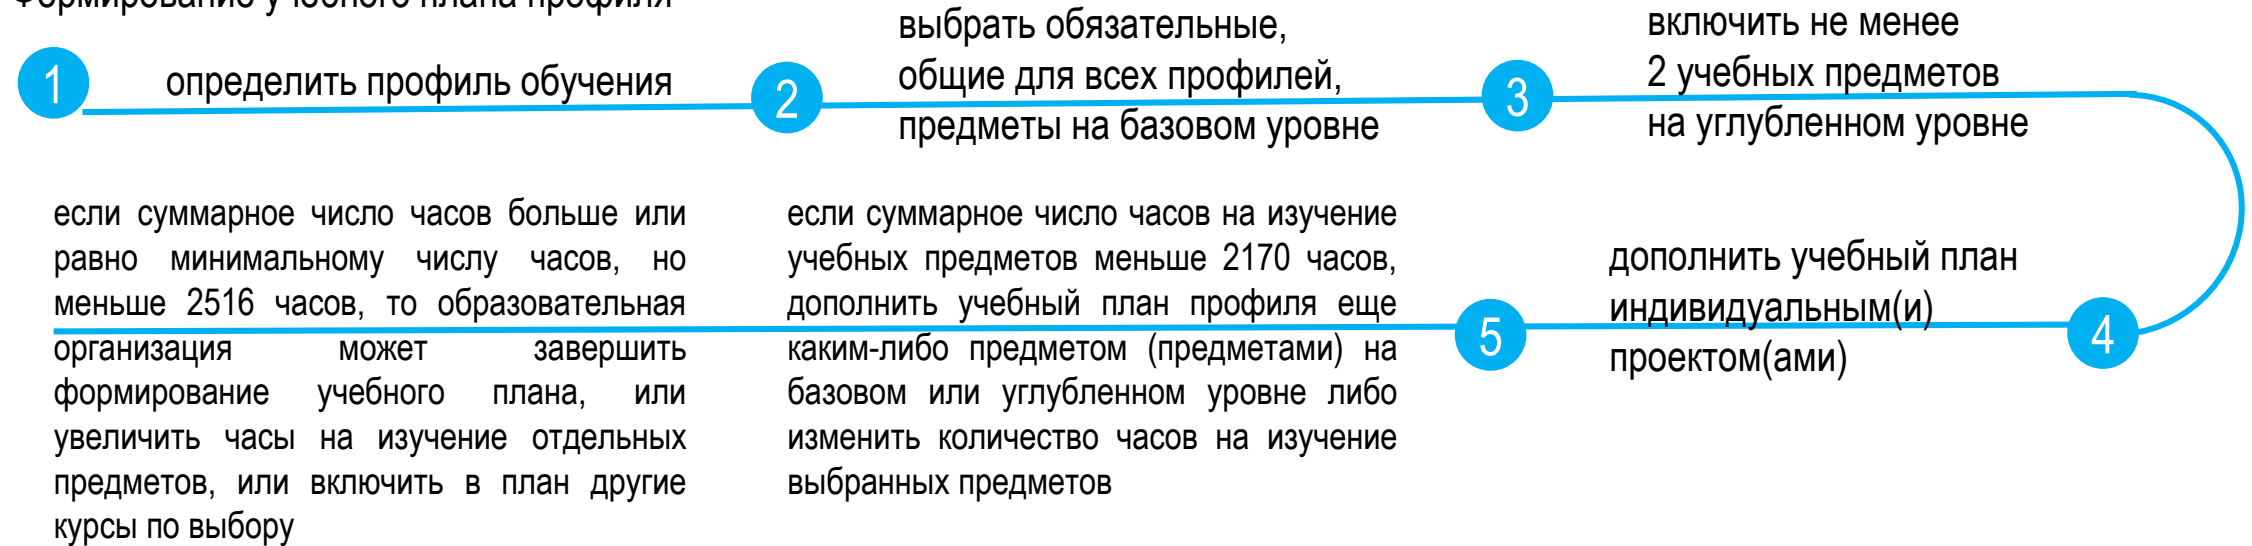 Формирование учебного плана профиля
1
определить профиль обучения
2
выбрать обязательные,
общие для всех профилей,
предметы на базовом уровне
3
включить не менее
2 учебных предметов
на углубленном уровне
4
дополнить учебный план
индивидуальным(и)
проектом(ами)
5
если суммарное число часов на изучение
учебных предметов меньше 2170 часов,
дополнить учебный план профиля еще
каким-либо предметом (предметами) на
базовом или углубленном уровне либо
изменить количество часов на изучение
выбранных предметов
если суммарное число часов больше или
равно минимальному числу часов, но
меньше 2516 часов, то образовательная
организация может завершить
формирование учебного плана, или
увеличить часы на изучение отдельных
предметов, или включить в план другие
курсы по выбору